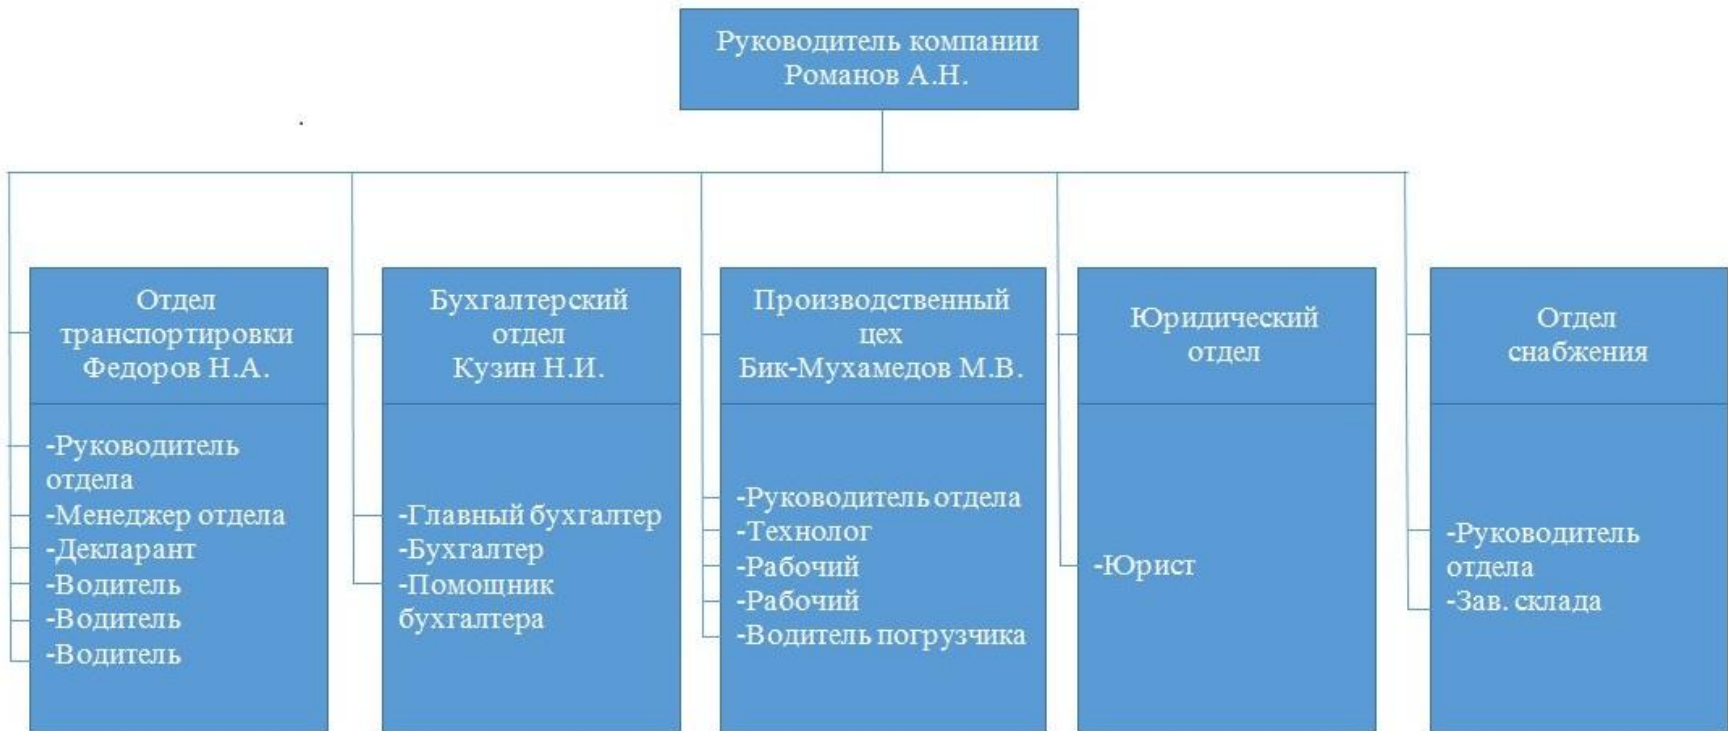 Руководитель компании
Романов А.Н.
Отдел
транспортировки
Федоров Н.А.
-Руководитель
отдела
-Менеджер отдела
-Декларант
-Водитель
-Водитель
-Водитель
Бухгалтерский
отдел
Кузин Н.И.
-Главный бухгалтер
-Бухгалтер
-Помощник
бухгалтера
Производственный
цех
Бик-Мухамедов М.В.
-Руководитель отдела
-Технолог
-Рабочий
-Рабочий
-Водитель погрузчика
Юридический
отдел
-Юрист
Отдел
снабжения
-Руководитель
отдела
-Зав. склада